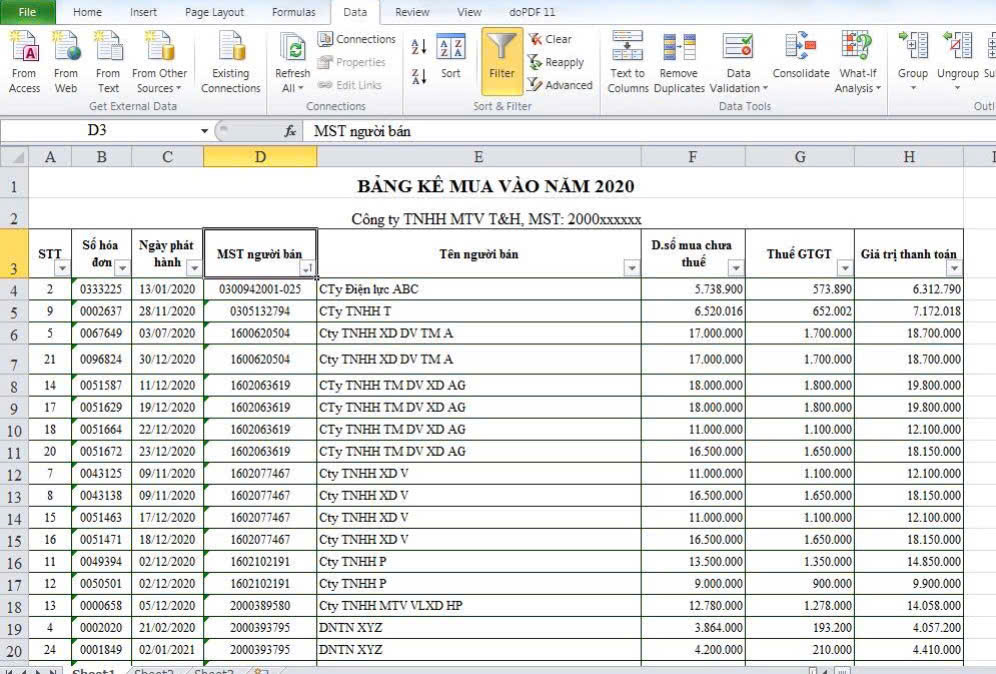 File Home Insert Page Layout Formulas Data Review View doPDF 11
From Access From Web From Text From Other Sources Existing Connections Refresh All Connections Properties Edit Links Sort Filter Clear Reapply Advanced Text to Columns Remove Duplicates Data Validation Consolidate What-If Analysis Group Ungroup
Get External Data Connections Sort & Filter Data Tools
D3 fx MST người bán
A B C D E F G H
1 BẢNG KÊ MUA VÀO NĂM 2020
2 Công ty TNHH MTV T&H, MST: 2000xxxxxx
3 STT Số hóa đơn Ngày phát hành MST người bán Tên người bán D.số mua chưa thuế Thuế GTGT Giá trị thanh toán
4 2 0333225 13/01/2020 0300942001-025 CTy Điện lực ABC 5.738.900 573.890 6.312.790
5 9 0002637 28/11/2020 0305132794 CTy TNHH T 6.520.016 652.002 7.172.018
6 5 0067649 03/07/2020 1600620504 Cty TNHH XD DV TM A 17.000.000 1.700.000 18.700.000
7 21 0096824 30/12/2020 1600620504 Cty TNHH XD DV TM A 17.000.000 1.700.000 18.700.000
8 14 0051587 11/12/2020 1602063619 CTy TNHH TM DV XD AG 18.000.000 1.800.000 19.800.000
9 17 0051629 19/12/2020 1602063619 CTy TNHH TM DV XD AG 18.000.000 1.800.000 19.800.000
10 18 0051664 22/12/2020 1602063619 CTy TNHH TM DV XD AG 11.000.000 1.100.000 12.100.000
11 20 0051672 23/12/2020 1602063619 CTy TNHH TM DV XD AG 16.500.000 1.650.000 18.150.000
12 7 0043125 09/11/2020 1602077467 Cty TNHH XD V 11.000.000 1.100.000 12.100.000
13 8 0043138 09/11/2020 1602077467 Cty TNHH XD V 16.500.000 1.650.000 18.150.000
14 15 0051463 17/12/2020 1602077467 Cty TNHH XD V 11.000.000 1.100.000 12.100.000
15 16 0051471 18/12/2020 1602077467 Cty TNHH XD V 16.500.000 1.650.000 18.150.000
16 11 0049394 02/12/2020 1602102191 Cty TNHH P 13.500.000 1.350.000 14.850.000
17 12 0050501 02/12/2020 1602102191 Cty TNHH P 9.000.000 900.000 9.900.000
18 13 0000658 05/12/2020 2000389580 Cty TNHH MTV VLXD HP 12.780.000 1.278.000 14.058.000
19 4 0002020 21/02/2020 2000393795 DNTN XYZ 3.864.000 193.200 4.057.200
20 24 0001849 02/01/2021 2000393795 DNTN XYZ 4.200.000 210.000 4.410.000
Sheet1 Sheet2 Sheet3